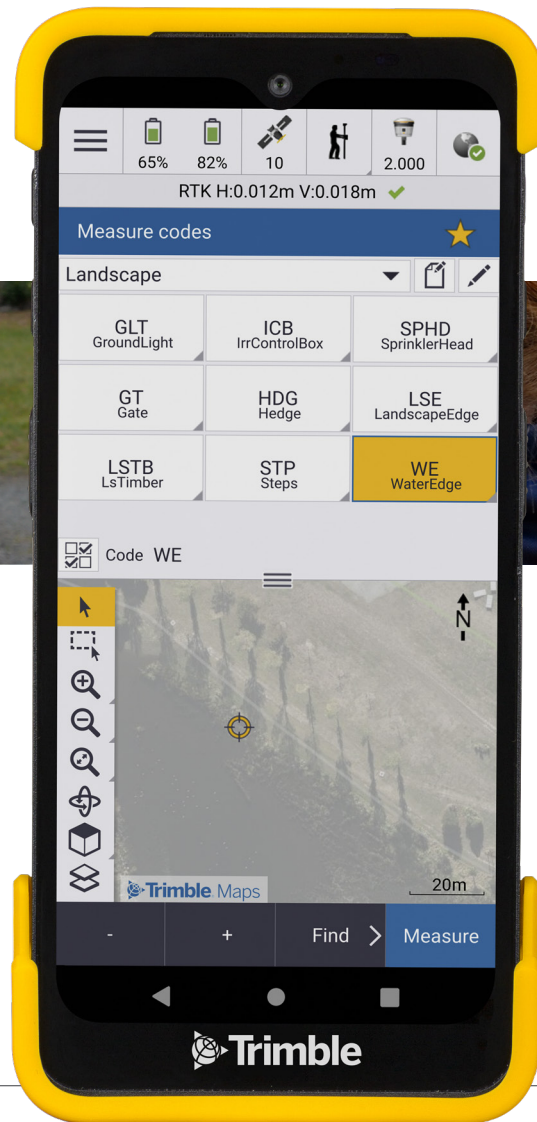 65%
82%
10
2.000
RTK H:0.012m V:0.018m
Measure codes
Landscape
GLT
GroundLight
ICB
IrrControlBox
SPHD
SprinklerHead
GT
Gate
HDG
Hedge
LSE
LandscapeEdge
LSTB
LsTimber
STP
Steps
WE
WaterEdge
Code WE
N
Trimble Maps
20m
- + Find Measure
Trimble